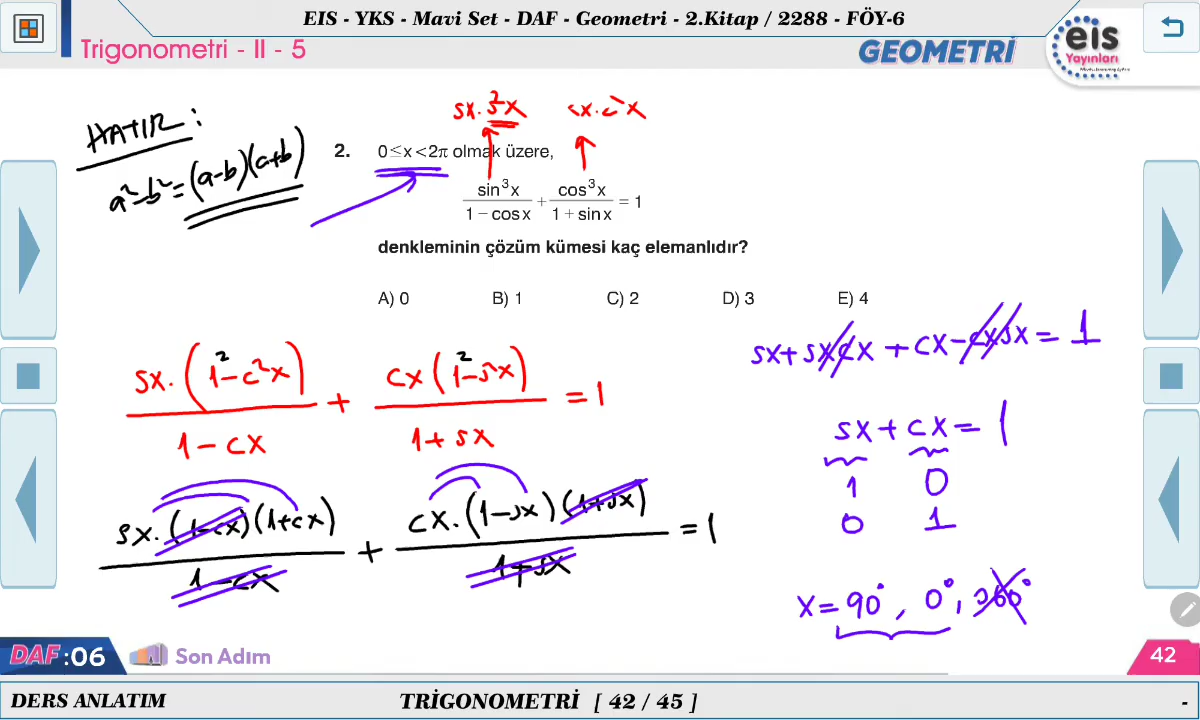 EIS - YKS - Mavi Set - DAF - Geometri - 2.Kitap / 2288 - FÖY-6
Trigonometri - II - 5
GEOMETRİ
eis
Yayınları
HATIR :
a² - b² = (a-b)(a+b)
sx. s²x cx. c²x
2. 0≤x<2π olmak üzere,
sin³x / (1 − cosx) + cos³x / (1 + sinx) = 1
denkleminin çözüm kümesi kaç elemanlıdır?
A) 0 B) 1 C) 2 D) 3 E) 4
sx. (1² - c²x) / (1 - cx) + cx (1² - s²x) / (1 + sx) = 1
sx. (1-cx)(1+cx) / (1 - cx) + cx. (1-sx)(1+sx) / (1+sx) = 1
sx + sxcx + cx - cxsx = 1
sx + cx = 1
1 0
0 1
x = 90°, 0°, 360°
DAF :06
Son Adım
42
DERS ANLATIM
TRİGONOMETRİ [ 42 / 45 ]
-